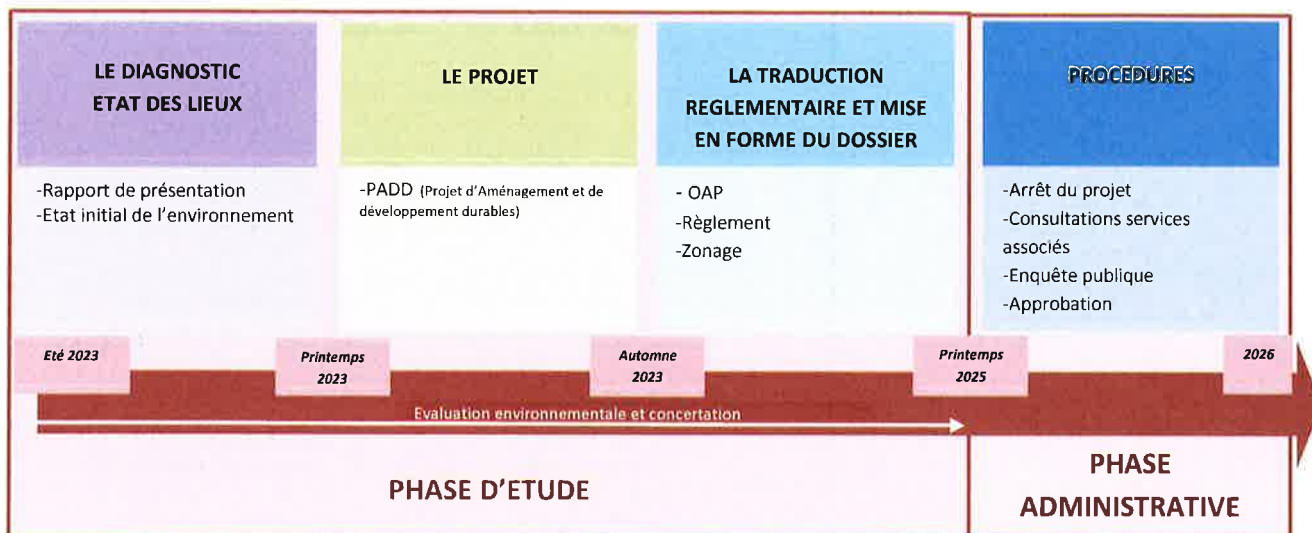 LE DIAGNOSTIC
ETAT DES LIEUX
-Rapport de présentation
-Etat initial de l'environnement
LE PROJET
-PADD (Projet d'Aménagement et de
développement durables)
LA TRADUCTION
REGLEMENTAIRE ET MISE
EN FORME DU DOSSIER
- OAP
-Règlement
-Zonage
PROCEDURES
-Arrêt du projet
-Consultations services
associés
-Enquête publique
-Approbation
Eté 2023
Printemps
2023
Automne
2023
Printemps
2025
2026
Evaluation environnementale et concertation
PHASE D'ETUDE
PHASE
ADMINISTRATIVE